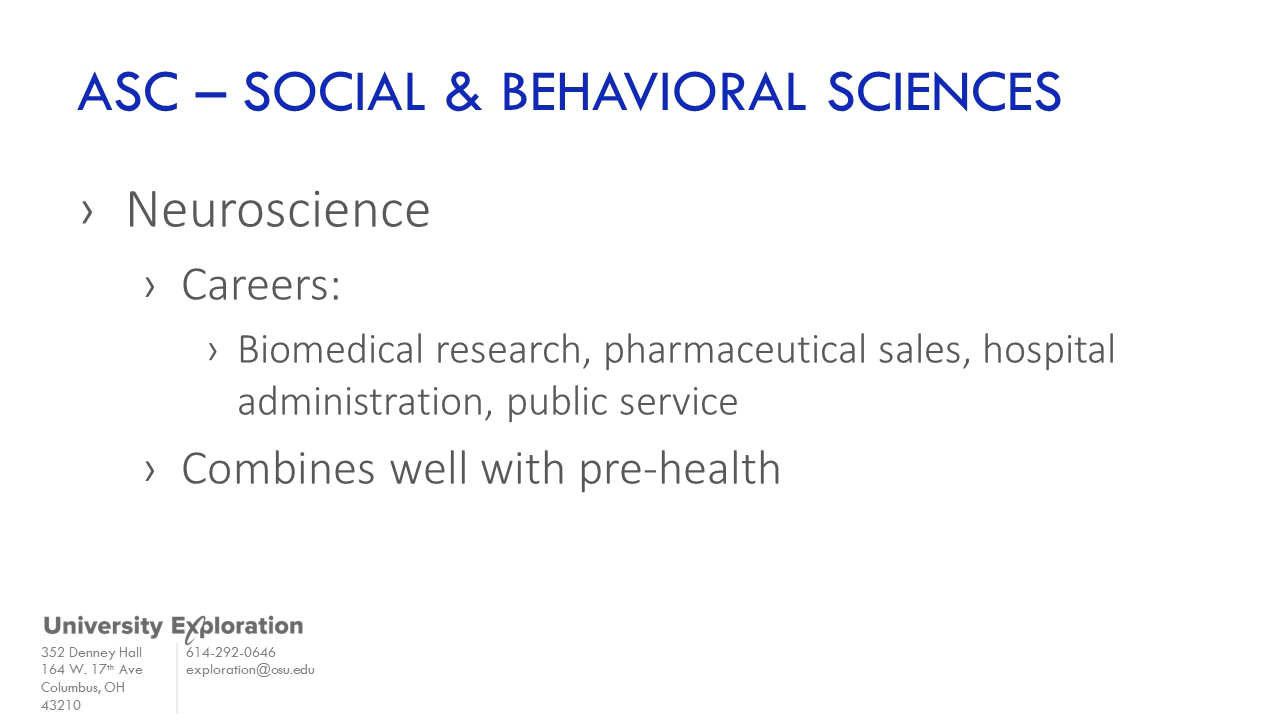 ASC – SOCIAL & BEHAVIORAL SCIENCES
› Neuroscience
› Careers:
› Biomedical research, pharmaceutical sales, hospital
administration, public service
› Combines well with pre-health
University Exploration
352 Denney Hall
164 W. 17th Ave
Columbus, OH
43210
614-292-0646
exploration@osu.edu